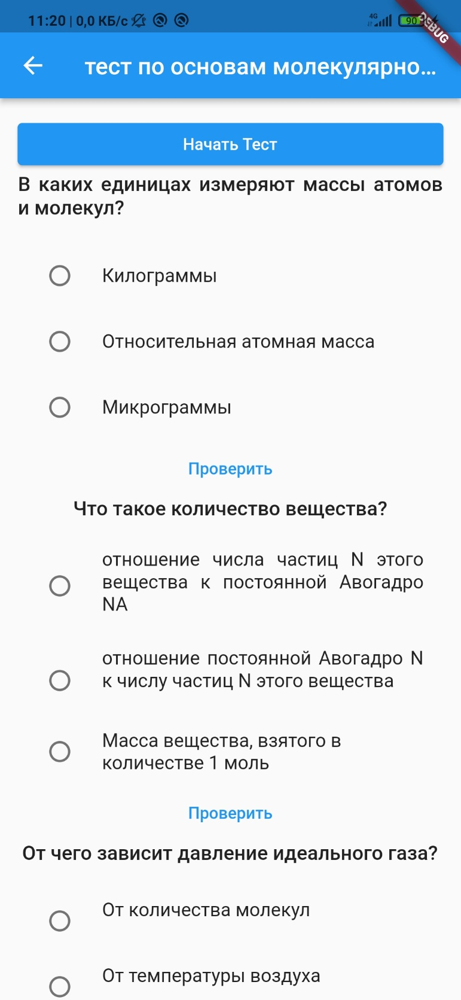 11:20 | 0,0 КБ/с
4G
90
DEBUG
тест по основам молекулярно...
Начать Тест
В каких единицах измеряют массы атомов
и молекул?
Килограммы
Относительная атомная масса
Микрограммы
Проверить
Что такое количество вещества?
отношение числа частиц N этого
вещества к постоянной Авогадро
NA
отношение постоянной Авогадро N
к числу частиц N этого вещества
Масса вещества, взятого в
количестве 1 моль
Проверить
От чего зависит давление идеального газа?
От количества молекул
От температуры воздуха